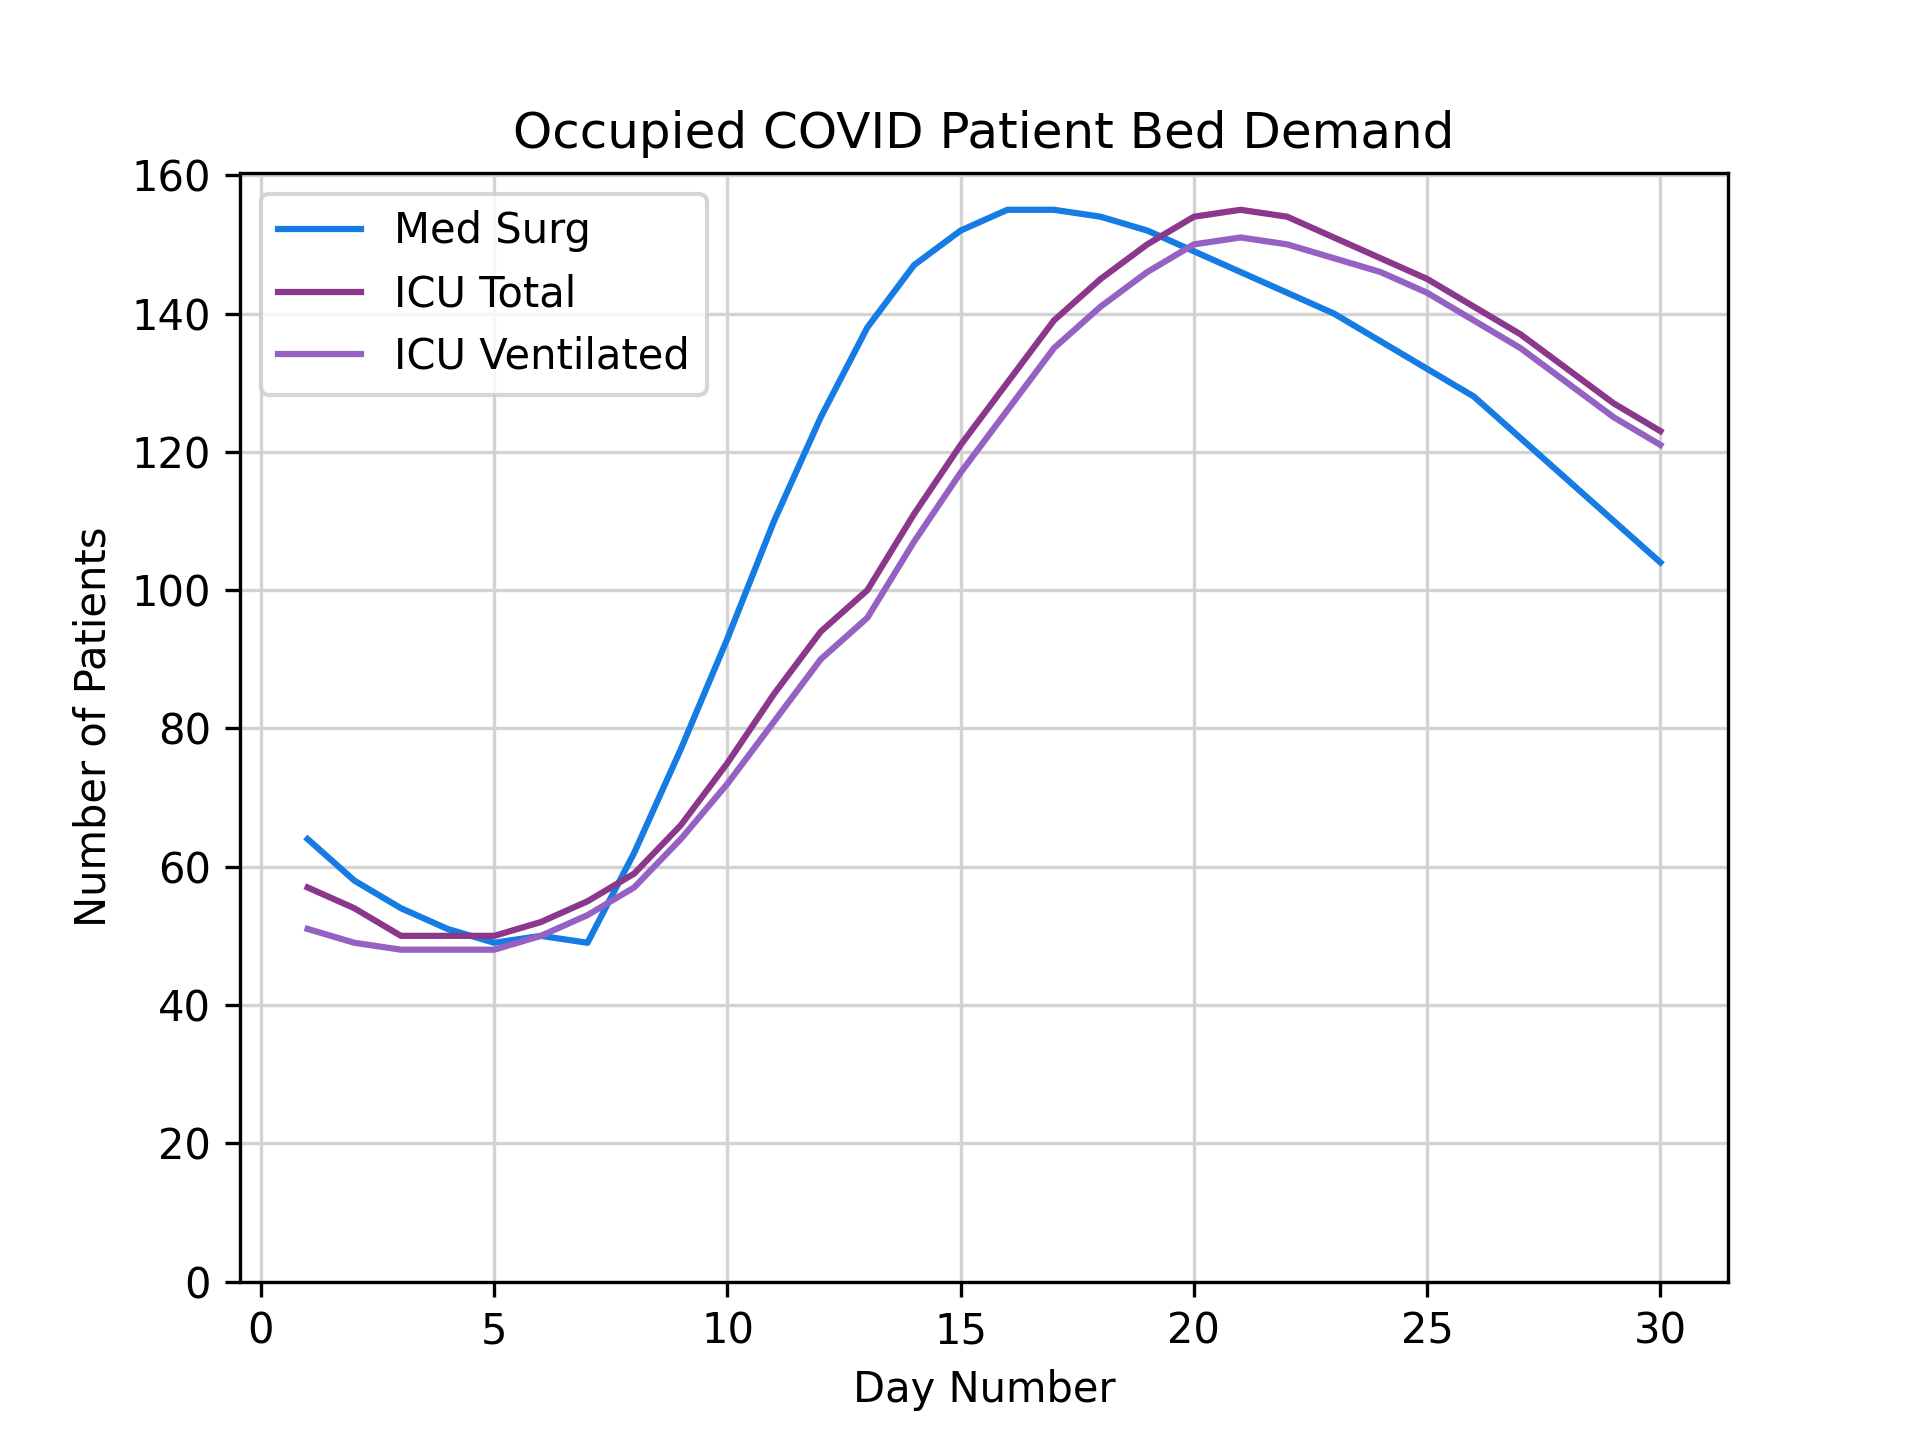 Occupied COVID Patient Bed Demand
160
140
120
100
80
60
40
20
0
Number of Patients
Med Surg
ICU Total
ICU Ventilated
0 5 10 15 20 25 30
Day Number